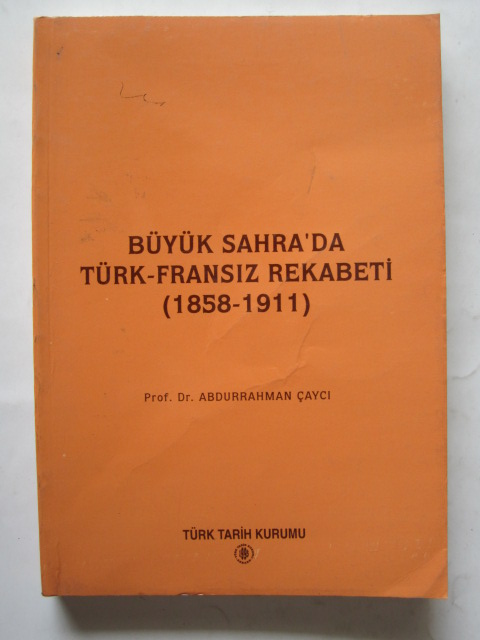 BÜYÜK SAHRA'DA
TÜRK-FRANSIZ REKABETİ
(1858-1911)
Prof. Dr. ABDURRAHMAN ÇAYCI
TÜRK TARİH KURUMU